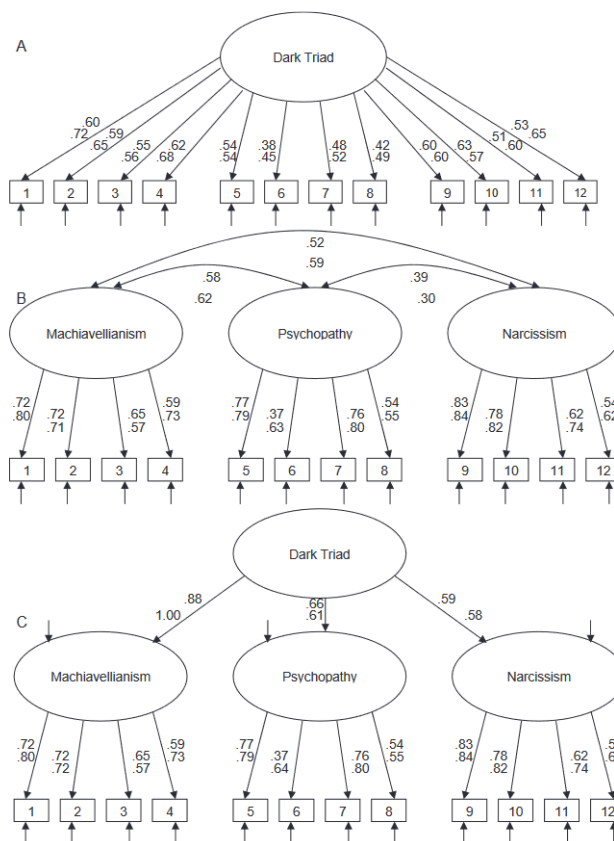 A
Dark Triad
.60 .59 .55 .62 .54 .38 .48 .42 .60 .63 .51 .53
.72 .65 .56 .68 .54 .45 .52 .49 .60 .57 .60 .65
1 2 3 4 5 6 7 8 9 10 11 12
.52
.59
.58 .39
.62 .30
B
Machiavellianism Psychopathy Narcissism
.72 .72 .65 .59 .77 .37 .76 .54 .83 .78 .62 .54
.80 .71 .57 .73 .79 .63 .80 .55 .84 .82 .74 .62
1 2 3 4 5 6 7 8 9 10 11 12
Dark Triad
.88 .66 .59
1.00 .61 .58
C
Machiavellianism Psychopathy Narcissism
.72 .72 .65 .59 .77 .37 .76 .54 .83 .78 .62
.80 .72 .57 .73 .79 .64 .80 .55 .84 .82 .74
1 2 3 4 5 6 7 8 9 10 11 12